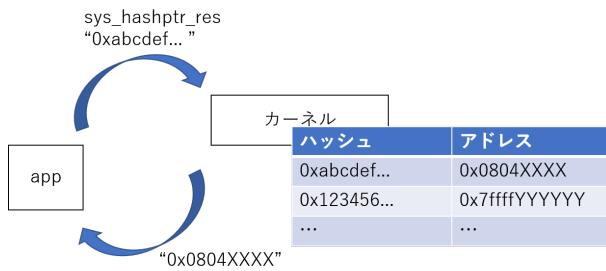 sys_hashptr_res
“0xabcdef... ”
カーネル
app
ハッシュ アドレス
0xabcdef... 0x0804XXXX
0x123456... 0x7ffffYYYYYY
… …
“0x0804XXXX”